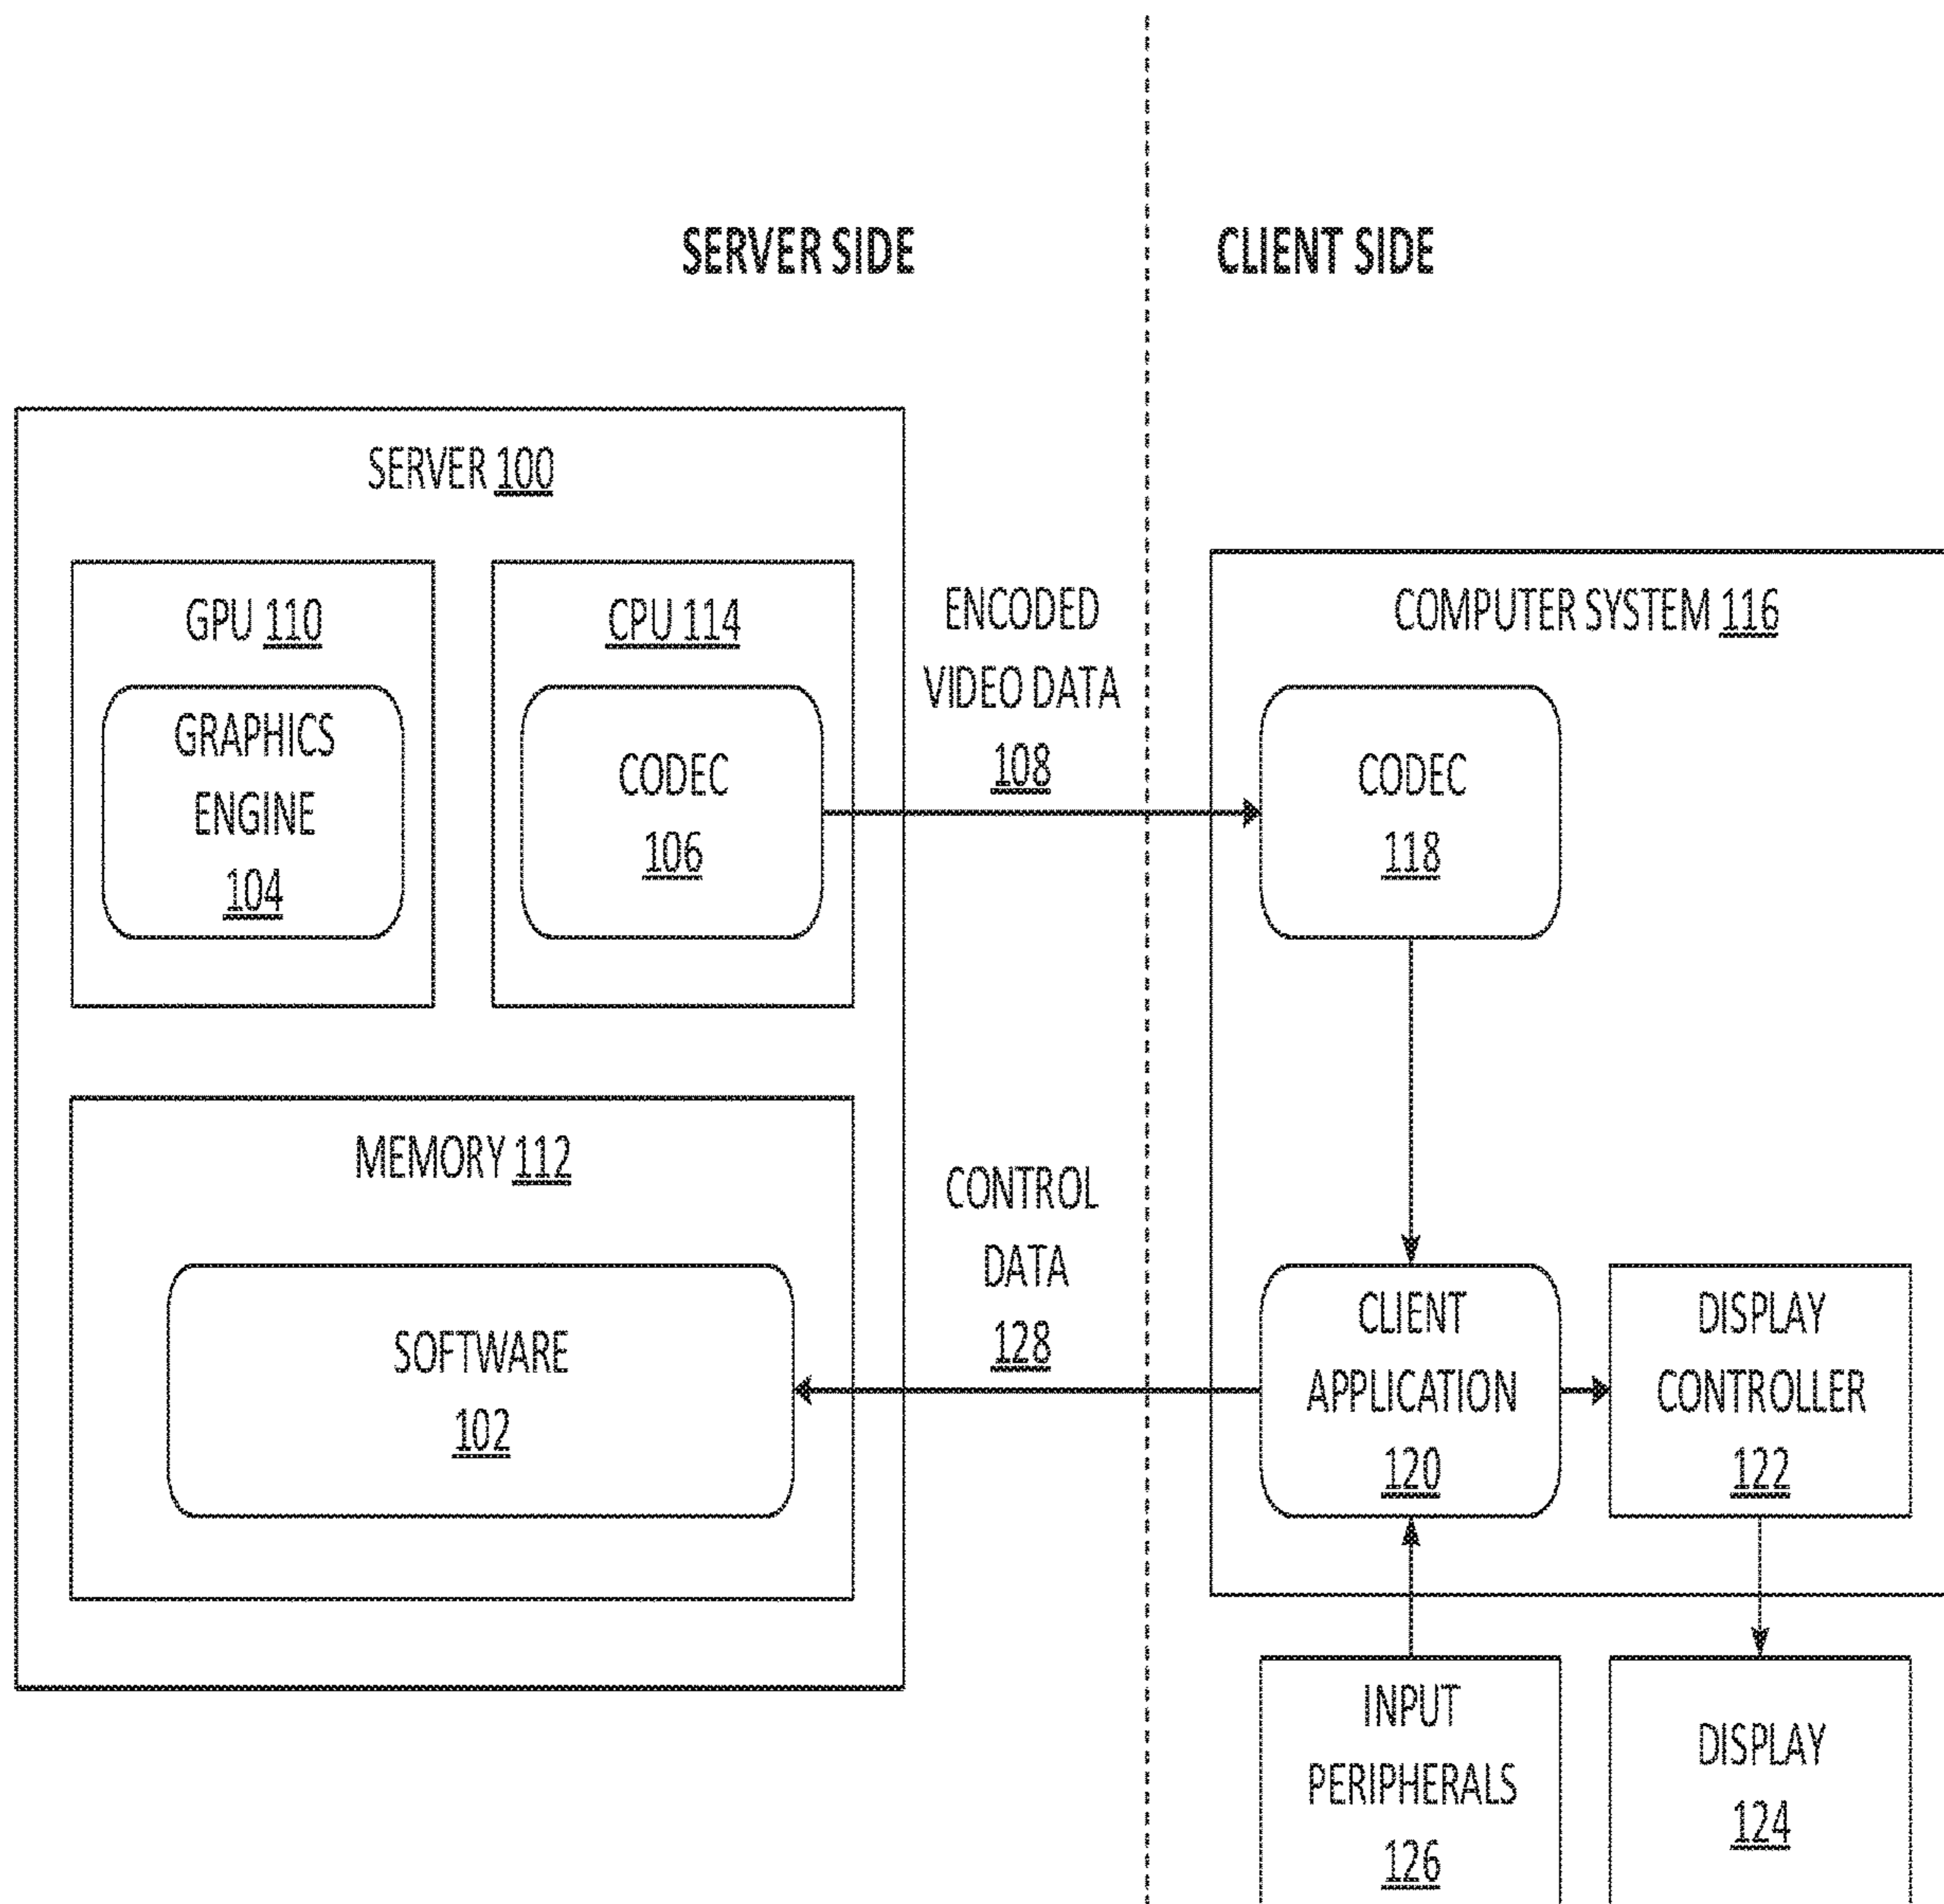 SERVER SIDE
CLIENT SIDE
SERVER 100
GPU 110
GRAPHICS
ENGINE
104
CPU 114
CODEC
106
ENCODED
VIDEO DATA
108
COMPUTER SYSTEM 116
CODEC
118
MEMORY 112
SOFTWARE
102
CONTROL
DATA
128
CLIENT
APPLICATION
120
DISPLAY
CONTROLLER
122
INPUT
PERIPHERALS
126
DISPLAY
124